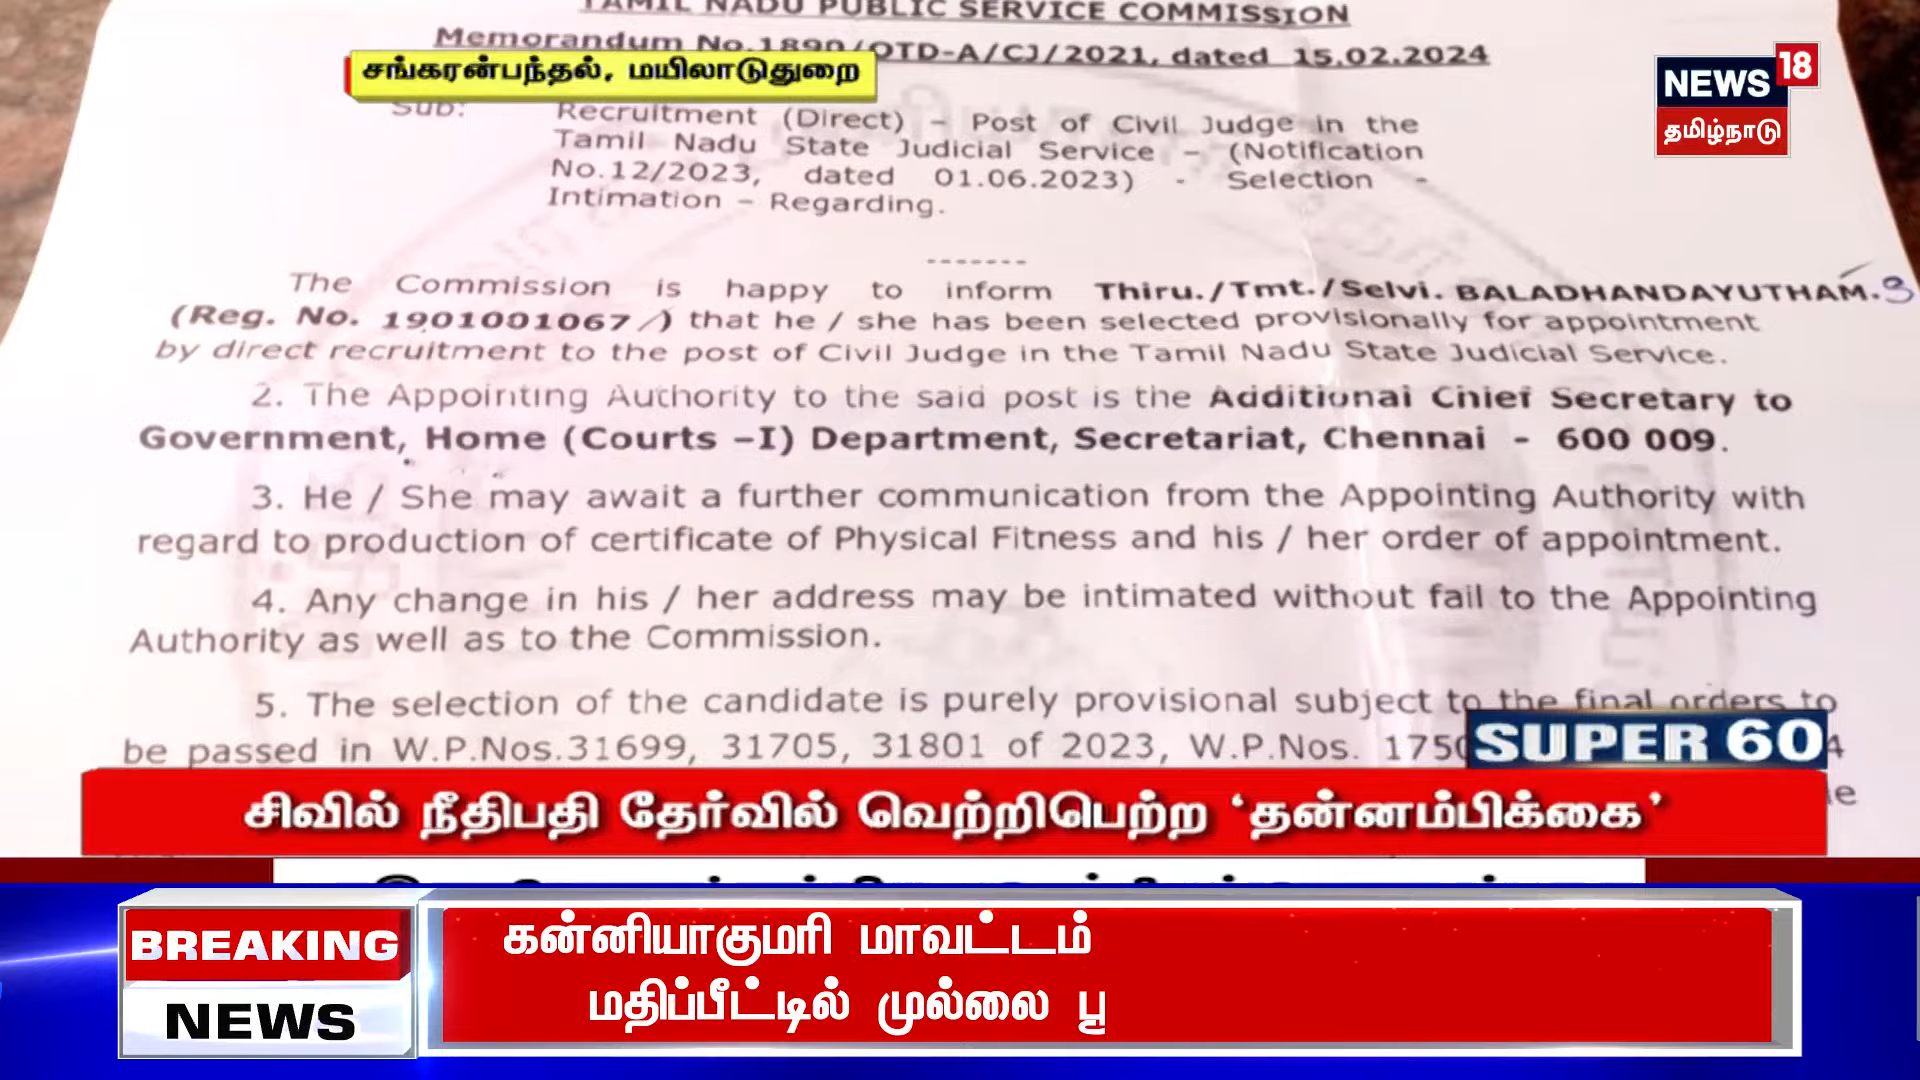 TAMIL NADU PUBLIC SERVICE COMMISSION
Memorandum No.1890/OTD-A/CJ/2021, dated 15.02.2024
சங்கரன்பந்தல், மயிலாடுதுறை
NEWS 18
தமிழ்நாடு
Sub: Recruitment (Direct) – Post of Civil Judge in the
Tamil Nadu State Judicial Service – (Notification
No.12/2023, dated 01.06.2023) - Selection -
Intimation – Regarding.
-------
The Commission is happy to inform Thiru./Tmt./Selvi. BALADHANDAYUTHAM.
(Reg. No. 1901001067 ) that he / she has been selected provisionally for appointment
by direct recruitment to the post of Civil Judge in the Tamil Nadu State Judicial Service.
2. The Appointing Authority to the said post is the Additional Chief Secretary to
Government, Home (Courts –I) Department, Secretariat, Chennai - 600 009.
3. He / She may await a further communication from the Appointing Authority with
regard to production of certificate of Physical Fitness and his / her order of appointment.
4. Any change in his / her address may be intimated without fail to the Appointing
Authority as well as to the Commission.
5. The selection of the candidate is purely provisional subject to the final orders to
be passed in W.P.Nos.31699, 31705, 31801 of 2023, W.P.Nos.
SUPER 60
சிவில் நீதிபதி தேர்வில் வெற்றிபெற்ற ‘தன்னம்பிக்கை’
BREAKING
NEWS
கன்னியாகுமரி மாவட்டம்
மதிப்பீட்டில் முல்லை பூ